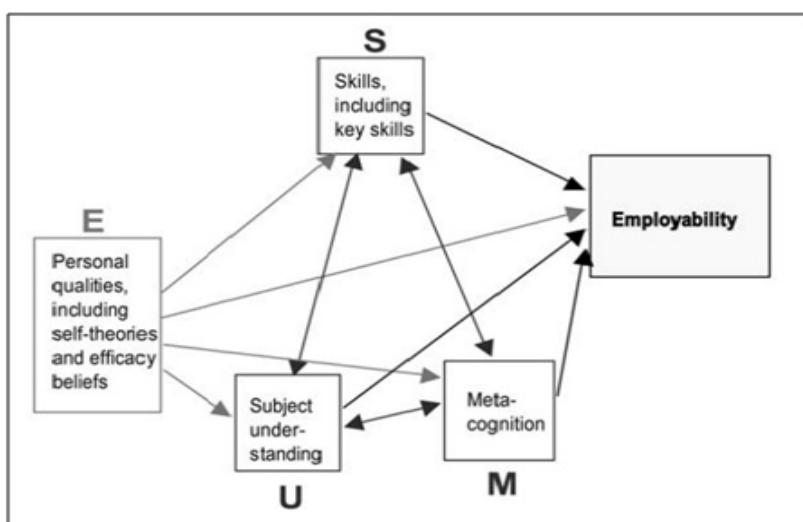 S
Skills,
including
key skills
Employability
E
Personal
qualities,
including
self-theories
and efficacy
beliefs
Subject
under-
standing
U
Meta-
cognition
M